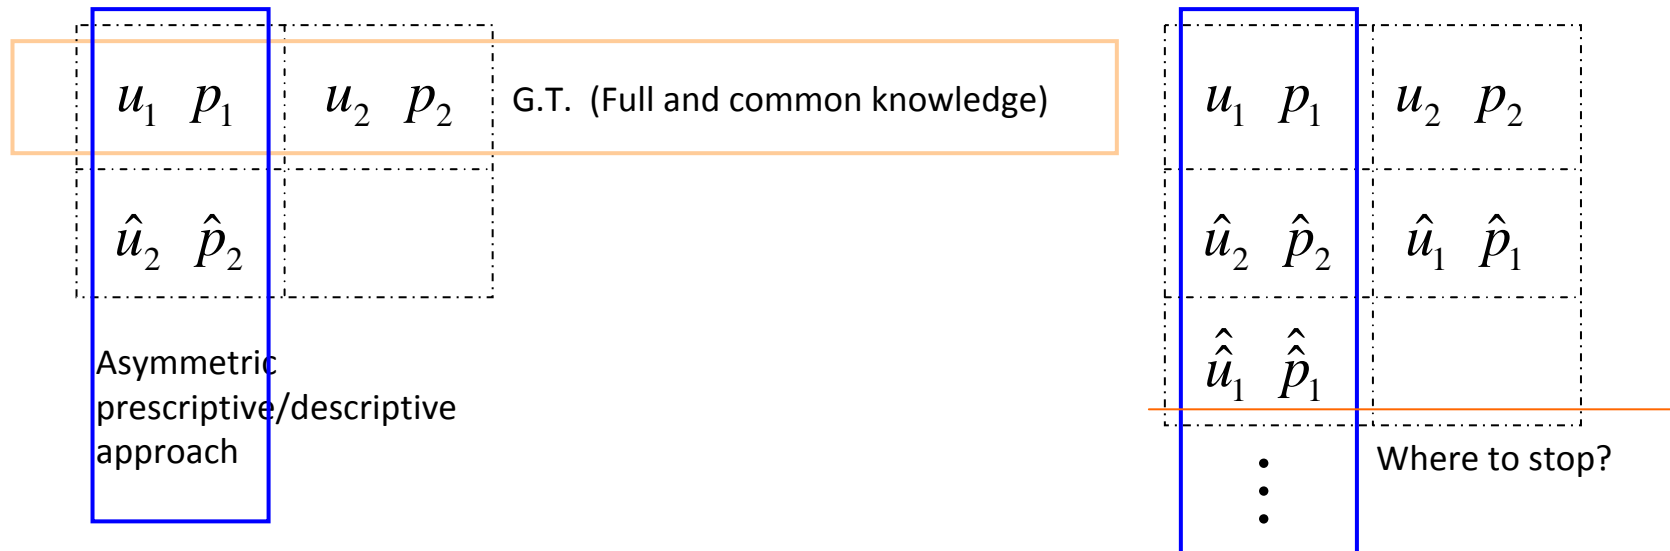 u₁ p₁ u₂ p₂ G.T. (Full and common knowledge)
û₂ p̂₂
Asymmetric
prescriptive/descriptive
approach
u₁ p₁ u₂ p₂
û₂ p̂₂ û₁ p̂₁
û̂₁ p̂̂₁
Where to stop?
⋮